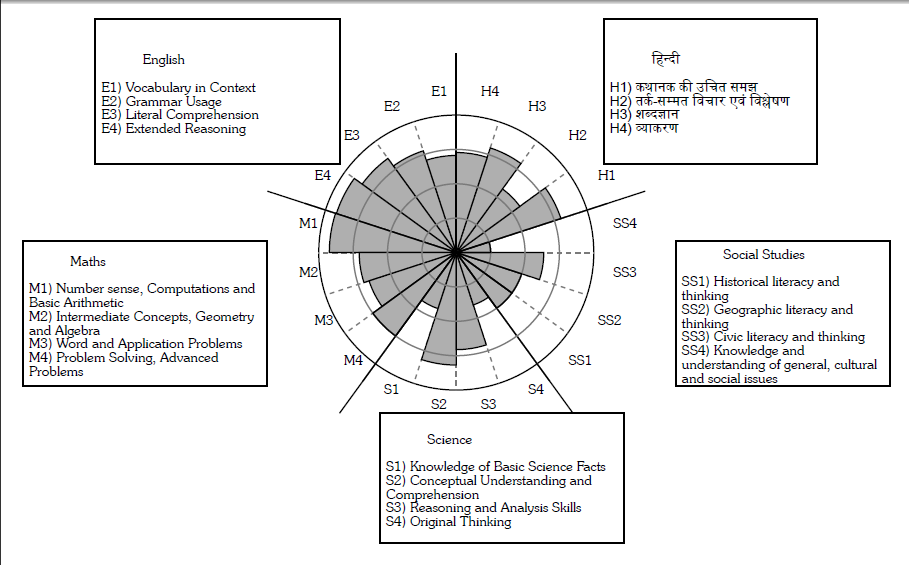 English
E1) Vocabulary in Context
E2) Grammar Usage
E3) Literal Comprehension
E4) Extended Reasoning
हिन्दी
H1) कथानक की उचित समझ
H2) तर्क-सम्मत विचार एवं विश्लेषण
H3) शब्दज्ञान
H4) व्याकरण
E1
H4
E2
H3
E3
H2
E4
H1
M1
SS4
M2
SS3
M3
SS2
M4
SS1
S1
S4
S2
S3
Maths
M1) Number sense, Computations and
Basic Arithmetic
M2) Intermediate Concepts, Geometry
and Algebra
M3) Word and Application Problems
M4) Problem Solving, Advanced
Problems
Social Studies
SS1) Historical literacy and
thinking
SS2) Geographic literacy and
thinking
SS3) Civic literacy and thinking
SS4) Knowledge and
understanding of general, cultural
and social issues
Science
S1) Knowledge of Basic Science Facts
S2) Conceptual Understanding and
Comprehension
S3) Reasoning and Analysis Skills
S4) Original Thinking